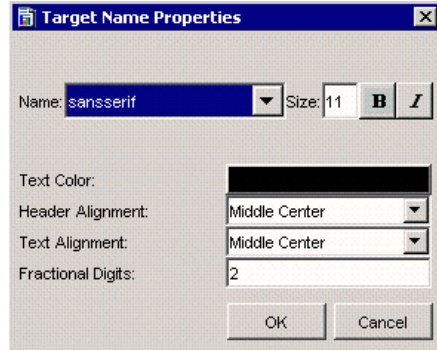 Target Name Properties
Name: sansserif Size: 11 B I
Text Color:
Header Alignment: Middle Center
Text Alignment: Middle Center
Fractional Digits: 2
OK Cancel